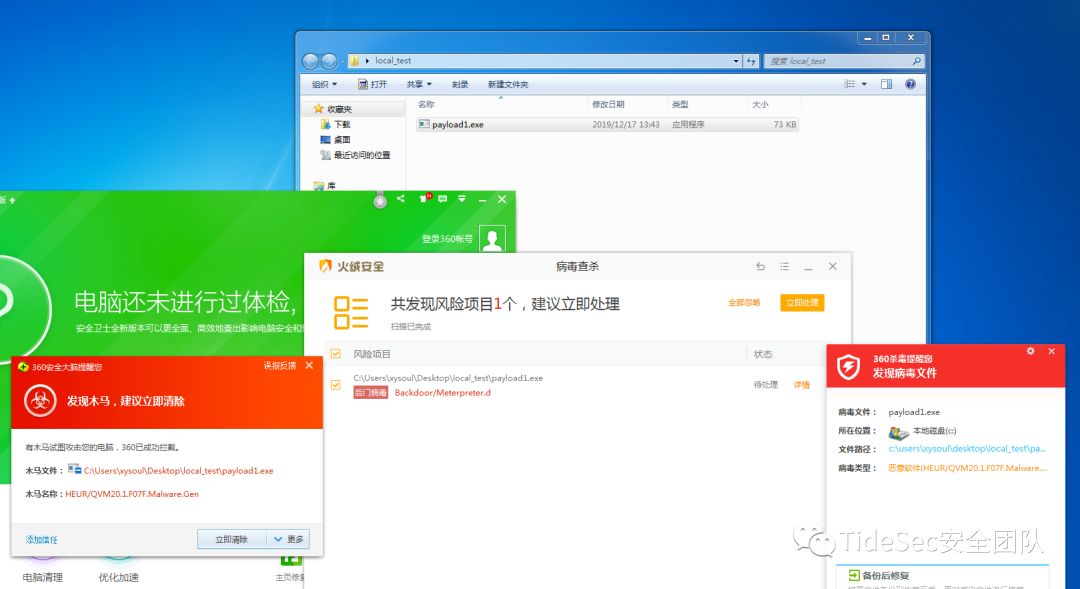 local_test
搜索 local_test
组织 打开 共享 刻录 新建文件夹
收藏夹
下载
桌面
最近访问的位置
库
名称 修改日期 类型 大小
payload1.exe 2019/12/17 13:43 应用程序 73 KB
版
登录360帐号
电脑还未进行过体检,
安全卫士全新版本可以更全面、高效地查出影响电脑安全和
火绒安全
病毒查杀
共发现风险项目1个，建议立即处理
扫描已完成
全部忽略
立即处理
风险项目 状态
C:\Users\xysoul\Desktop\local_test\payload1.exe
后门病毒 Backdoor/Meterpreter.d
待处理 详情
360安全大脑提醒您
误报反馈
发现木马，建议立即清除
有木马试图攻击您的电脑，360已成功拦截。
木马文件： C:\Users\xysoul\Desktop\local_test\payload1.exe
木马名称：HEUR/QVM20.1.F07F.Malware.Gen
添加信任
立即清除 更多
电脑清理 优化加速 主页修复
360杀毒提醒您
发现病毒文件
病毒文件： payload1.exe
所在位置： 本地磁盘(c:)
文件路径： c:\users\xysoul\desktop\local_test\pa...
病毒类型： 恶意软件(HEUR/QVM20.1.F07F.Malware....
TideSec安全团队
备份后修复